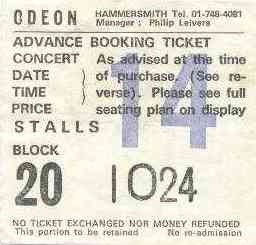 ODEON HAMMERSMITH Tel. 01-748-4081
Manager: Philip Leivers
ADVANCE BOOKING TICKET
CONCERT As advised at the time
DATE ) of purchase. (See re-
TIME ) verse). Please see full
PRICE seating plan on display
14
STALLS
BLOCK
20 1024
NO TICKET EXCHANGED NOR MONEY REFUNDED
This portion to be retained No re-admission